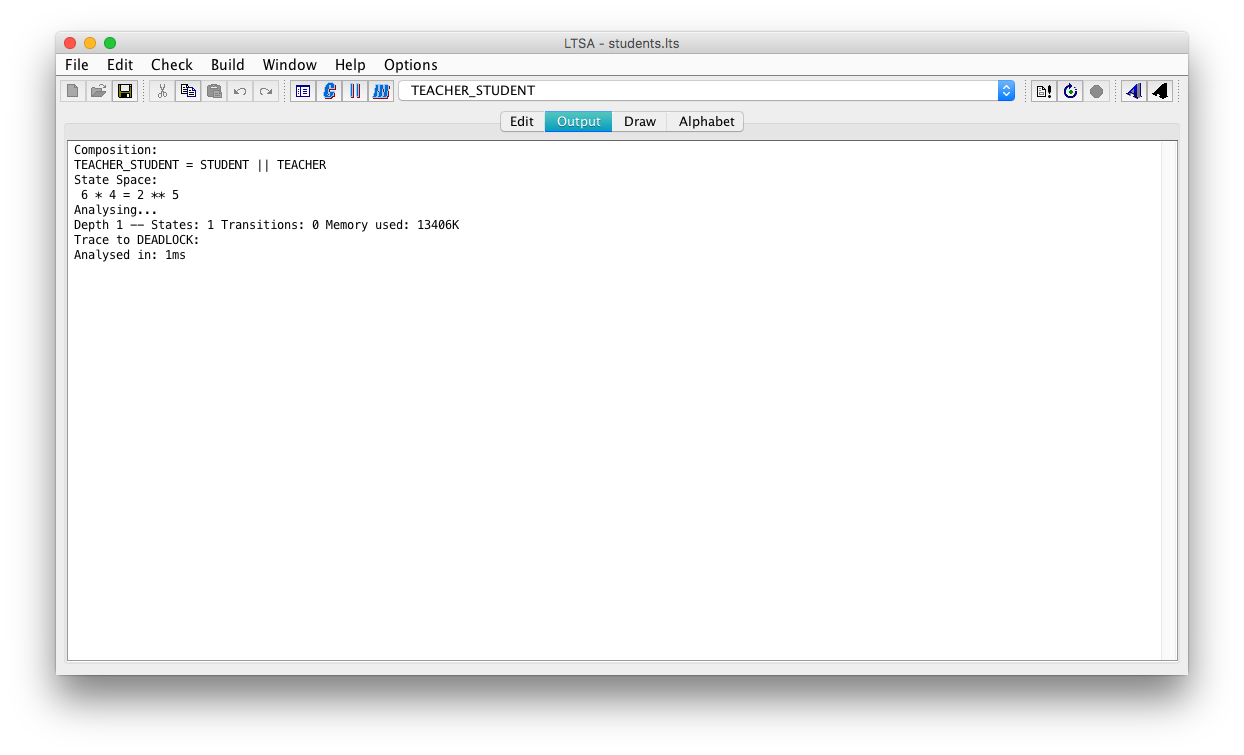 LTSA - students.lts
File Edit Check Build Window Help Options
TEACHER_STUDENT
Edit Output Draw Alphabet
Composition:
TEACHER_STUDENT = STUDENT || TEACHER
State Space:
6 * 4 = 2 ** 5
Analysing...
Depth 1 -- States: 1 Transitions: 0 Memory used: 13406K
Trace to DEADLOCK:
Analysed in: 1ms